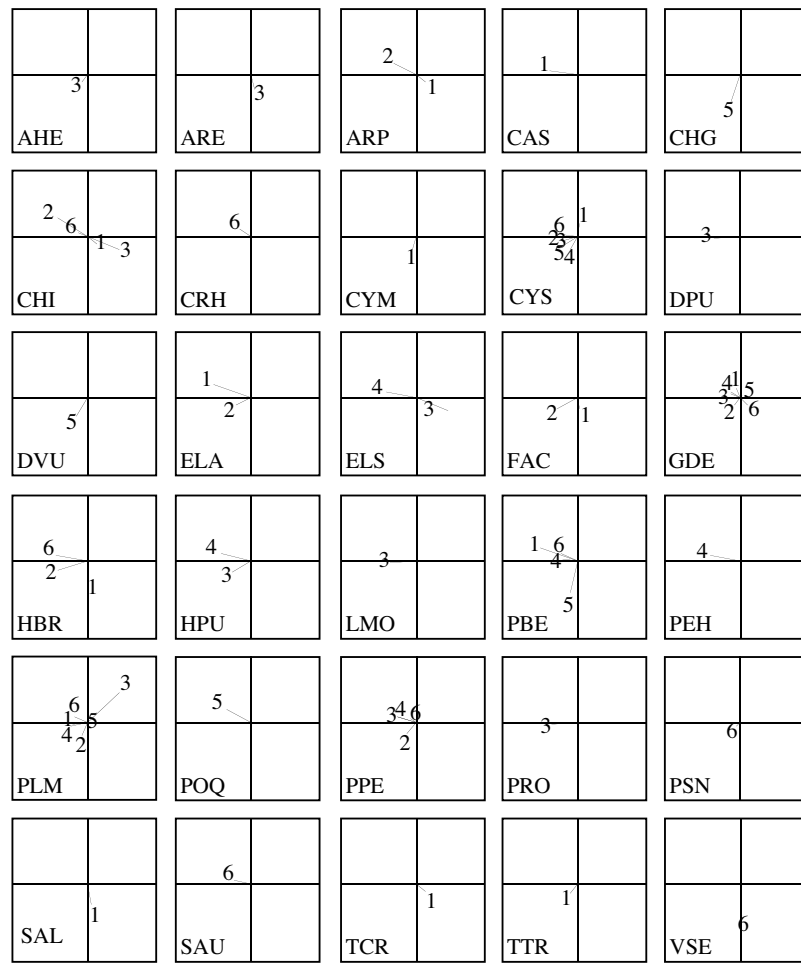 3
AHE
3
ARE
2
1
ARP
1
CAS
5
CHG
2
6
1
3
CHI
6
CRH
1
CYM
1
6
2
3
5
4
CYS
3
DPU
5
DVU
1
2
ELA
4
3
ELS
2
1
FAC
1
4
5
3
2
6
GDE
6
2
1
HBR
4
3
HPU
3
LMO
1
6
4
5
PBE
4
PEH
3
6
1
5
4
2
PLM
5
POQ
4
6
3
2
PPE
3
PRO
6
PSN
1
SAL
6
SAU
1
TCR
1
TTR
6
VSE